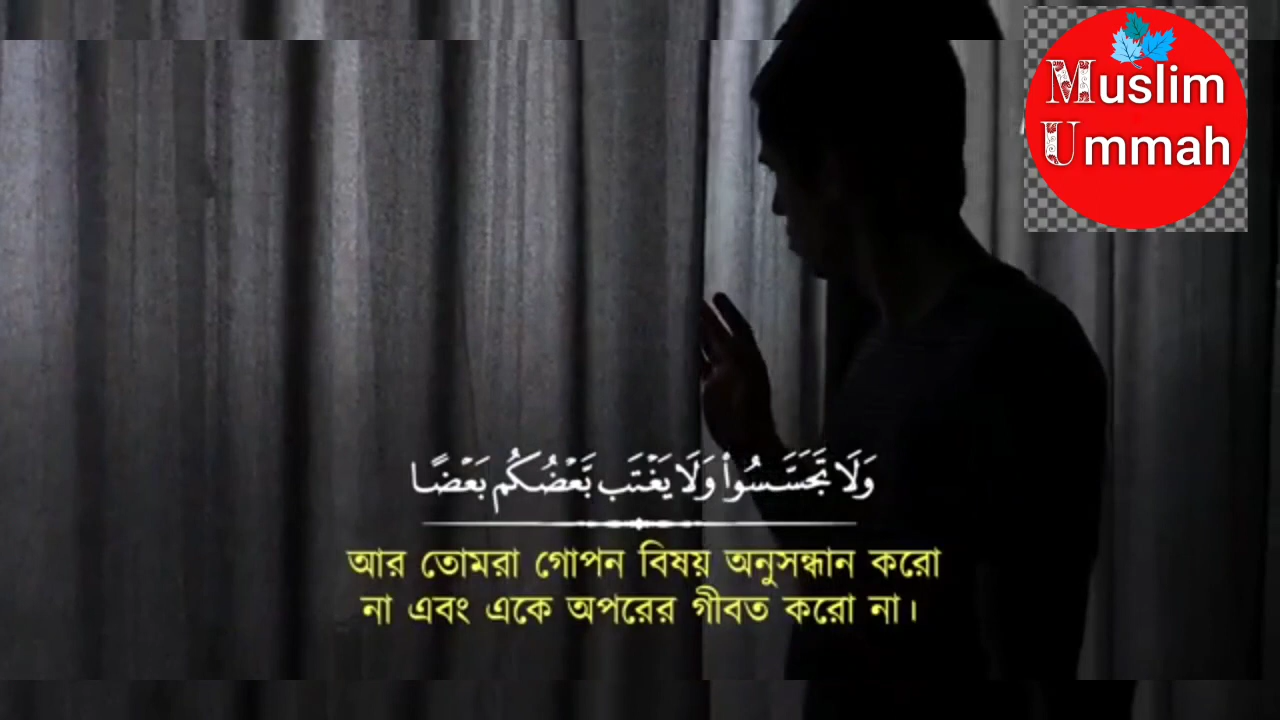 Muslim
Ummah
وَلَا تَجَسَّسُوا۟ وَلَا يَغْتَب بَّعْضُكُم بَعْضًا
আর তোমরা গোপন বিষয় অনুসন্ধান করো
না এবং একে অপরের গীবত করো না।